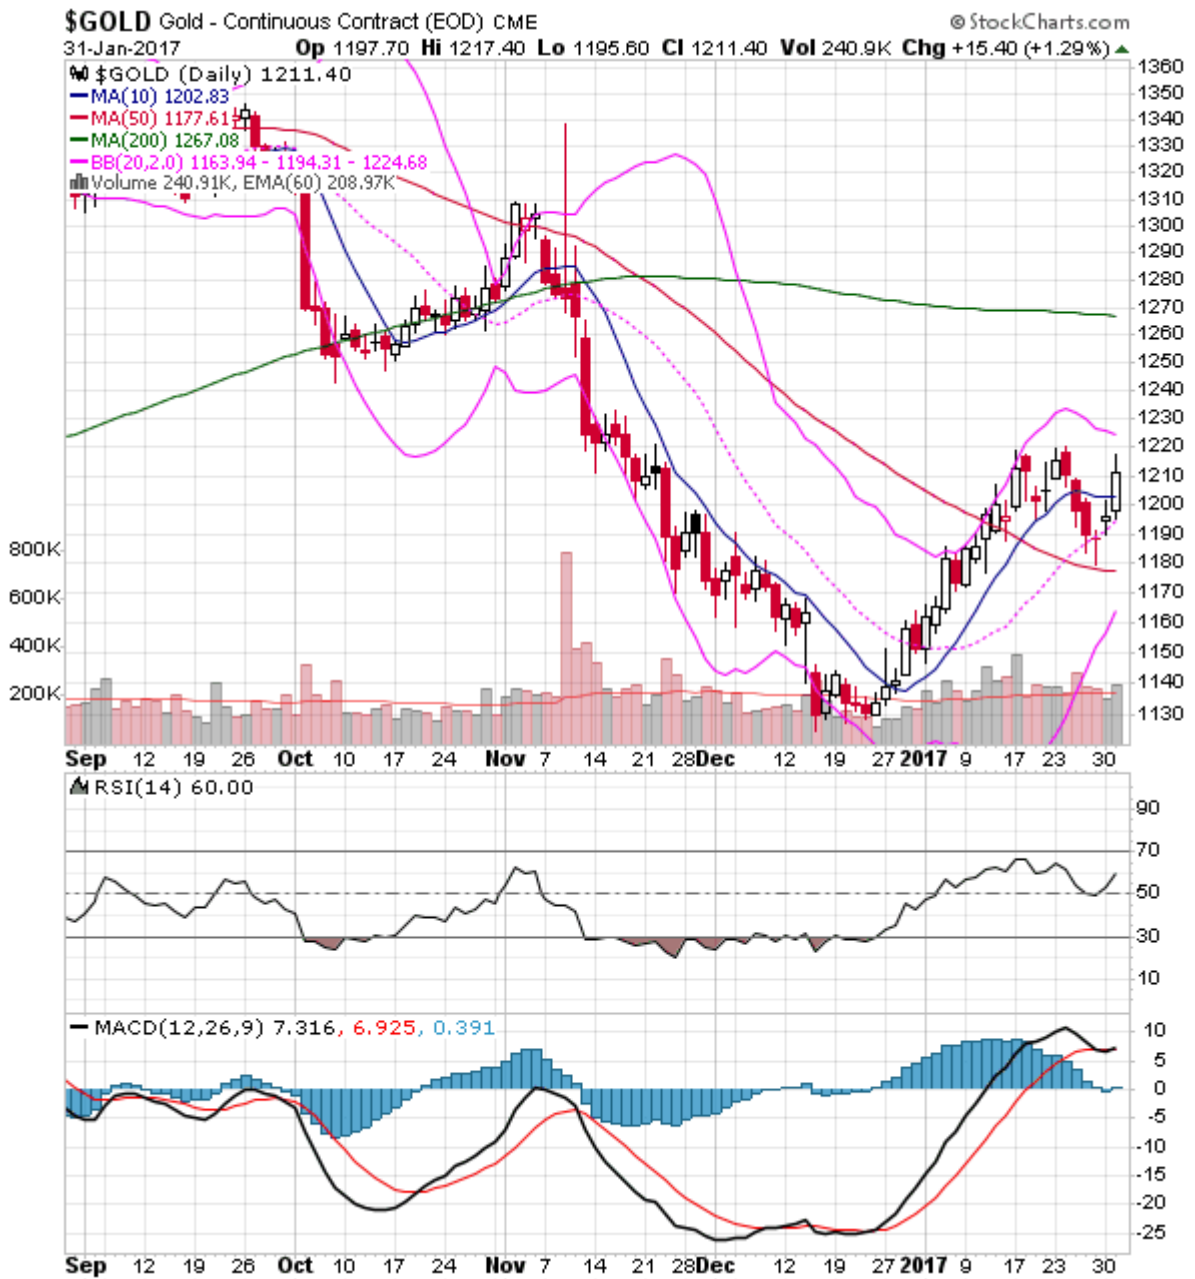 $GOLD Gold - Continuous Contract (EOD) CME © StockCharts.com
31-Jan-2017 Op 1197.70 Hi 1217.40 Lo 1195.60 Cl 1211.40 Vol 240.9K Chg +15.40 (+1.29%)
$GOLD (Daily) 1211.40
MA(10) 1202.83
MA(50) 1177.61
MA(200) 1267.08
BB(20,2.0) 1163.94 - 1194.31 - 1224.68
Volume 240.91K, EMA(60) 208.97K
1360
1350
1340
1330
1320
1310
1300
1290
1280
1270
1260
1250
1240
1230
1220
1210
1200
1190
1180
1170
1160
1150
1140
1130
800K
600K
400K
200K
Sep 12 19 26 Oct 10 17 24 Nov 7 14 21 28 Dec 12 19 27 2017 9 17 23 30
RSI(14) 60.00
90
70
50
30
10
MACD(12,26,9) 7.316, 6.925, 0.391
10
5
0
-5
-10
-15
-20
-25
Sep 12 19 26 Oct 10 17 24 Nov 7 14 21 28 Dec 12 19 27 2017 9 17 23 30